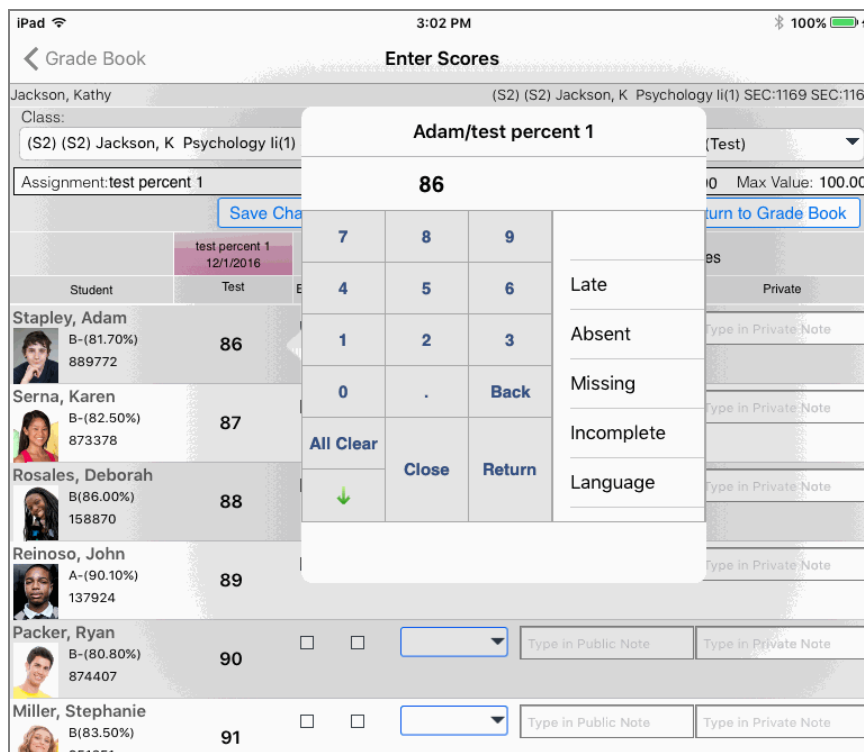 iPad 3:02 PM 100%
Grade Book Enter Scores
Jackson, Kathy (S2) (S2) Jackson, K Psychology Ii(1) SEC:1169 SEC:116
Class:
(S2) (S2) Jackson, K Psychology Ii(1) (Test)
Assignment:test percent 1 Max Value: 100.00
Save Cha
turn to Grade Book
test percent 1
12/1/2016
es
Student Test E Private
Adam/test percent 1
86
7 8 9
4 5 6
1 2 3
0 . Back
All Clear Close Return
Late
Absent
Missing
Incomplete
Language
Stapley, Adam
B-(81.70%)
86
889772
Type in Private Note
Serna, Karen
B-(82.50%)
87
873378
Type in Private Note
Rosales, Deborah
B(86.00%)
88
158870
Type in Private Note
Reinoso, John
A-(90.10%)
89
137924
Type in Private Note
Packer, Ryan
B-(80.80%)
90
874407
Type in Public Note Type in Private Note
Miller, Stephanie
B(83.50%)
91
Type in Public Note Type in Private Note